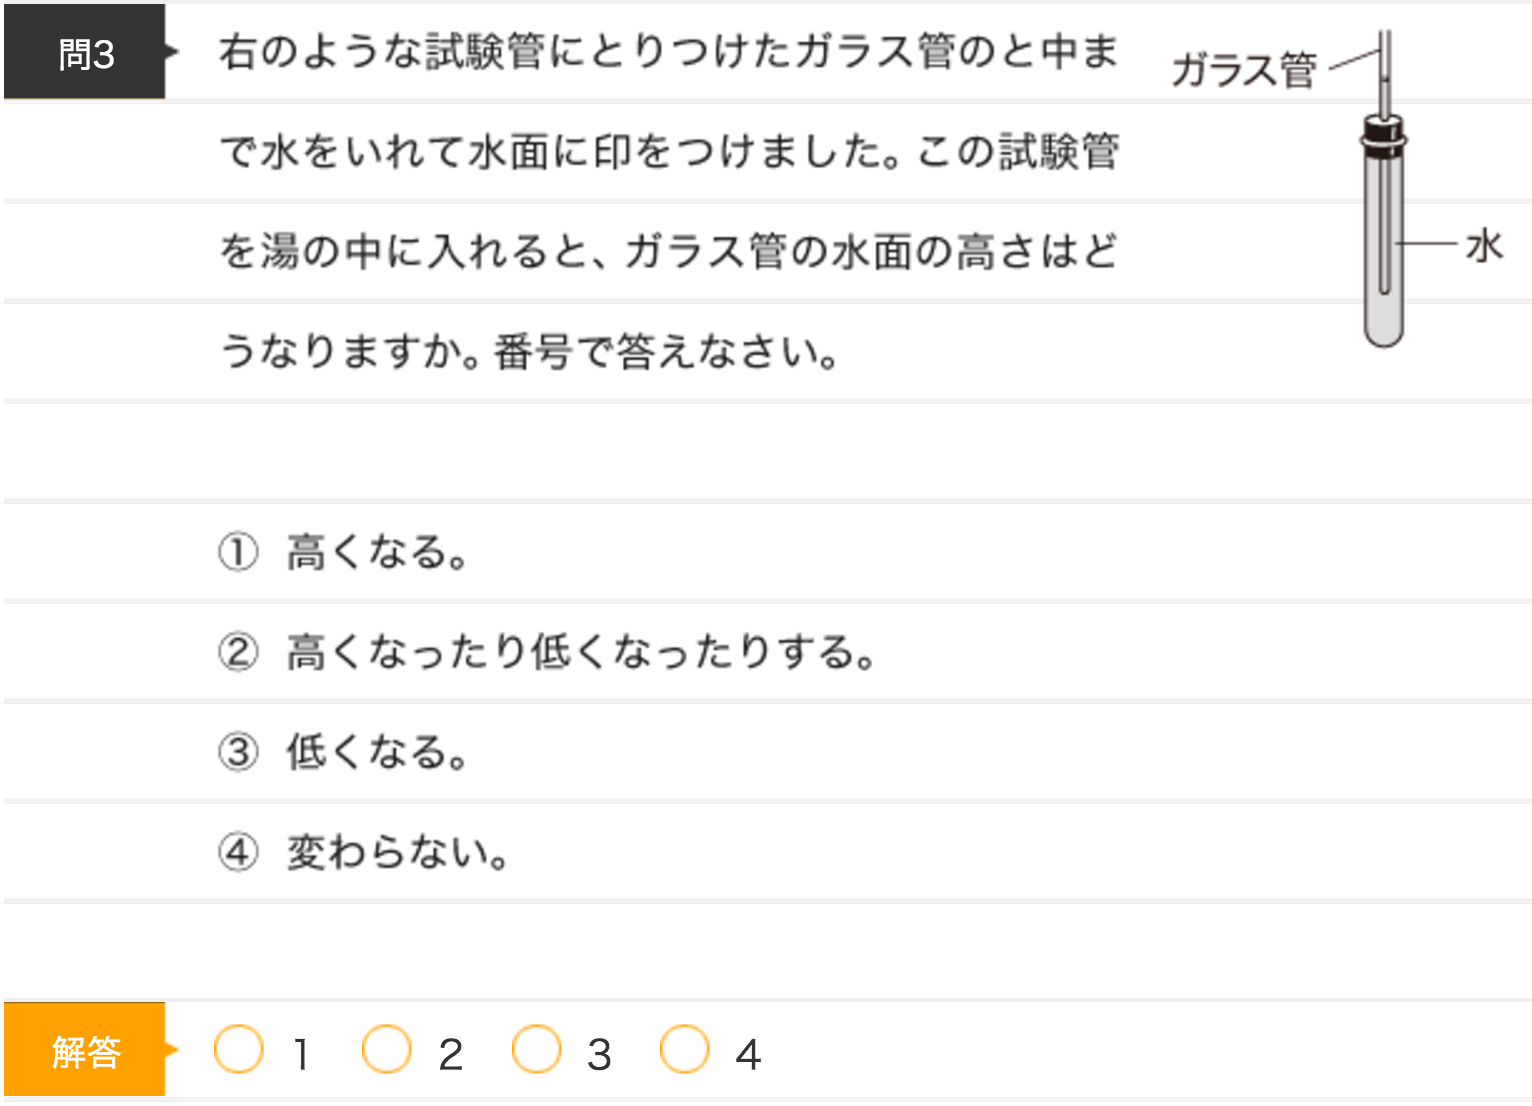 問3
右のような試験管にとりつけたガラス管のと中ま
で水をいれて水面に印をつけました。この試験管
を湯の中に入れると、ガラス管の水面の高さはど
うなりますか。番号で答えなさい。
ガラス管
水
① 高くなる。
② 高くなったり低くなったりする。
③ 低くなる。
④ 変わらない。
解答
1 2 3 4